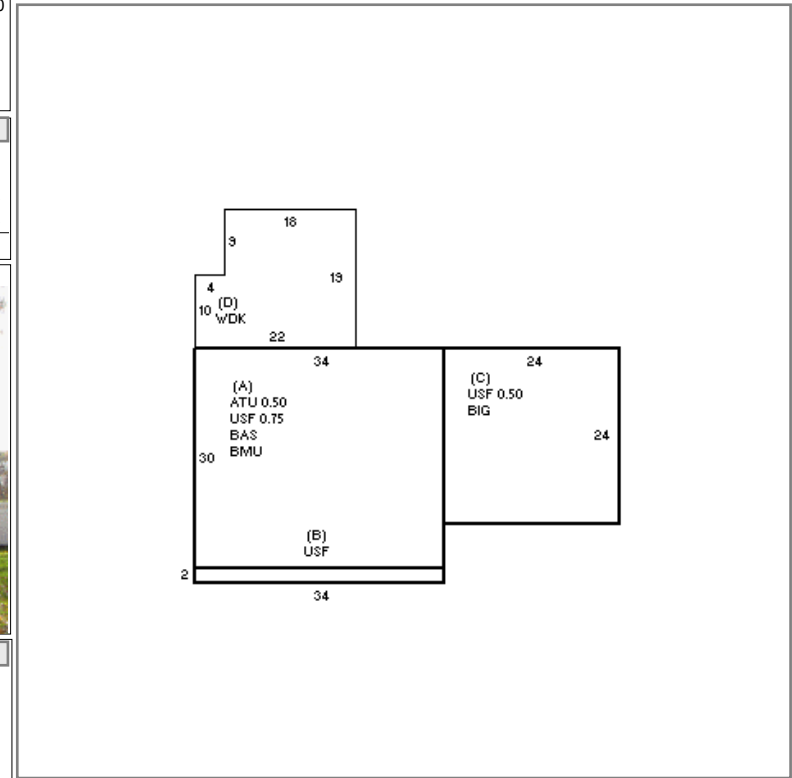 18
9
19
4
10
(D)
WDK
22
34
24
(A)
ATU 0.50
USF 0.75
BAS
BMU
(C)
USF 0.50
BIG
24
30
(B)
USF
2
34